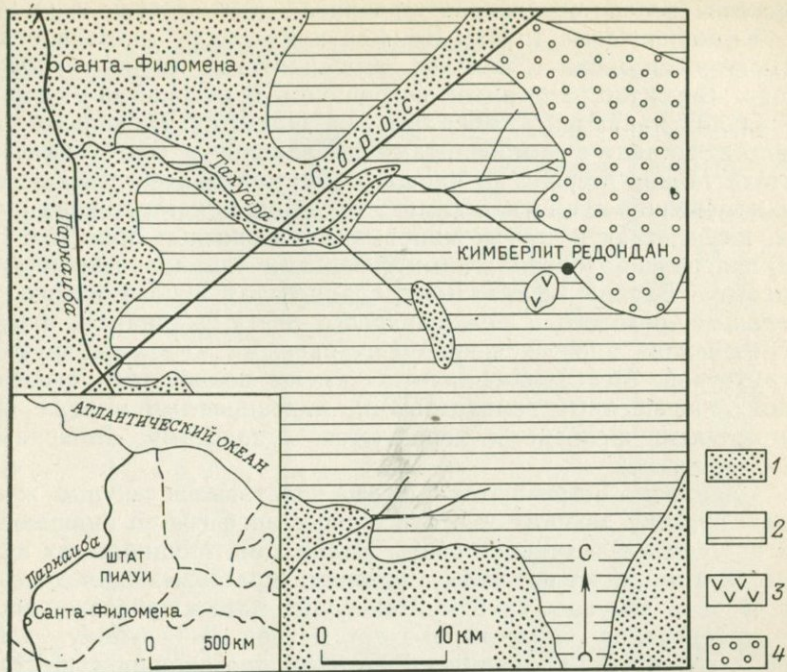 Санта-Филомена
Сброс
Такуара
Парнаиба
КИМБЕРЛИТ РЕДОНДАН
АТЛАНТИЧЕСКИЙ ОКЕАН
Парнаиба
ШТАТ
ПИАУИ
Санта-Филомена
0 500 км
0 10 км
С
1
2
3
4